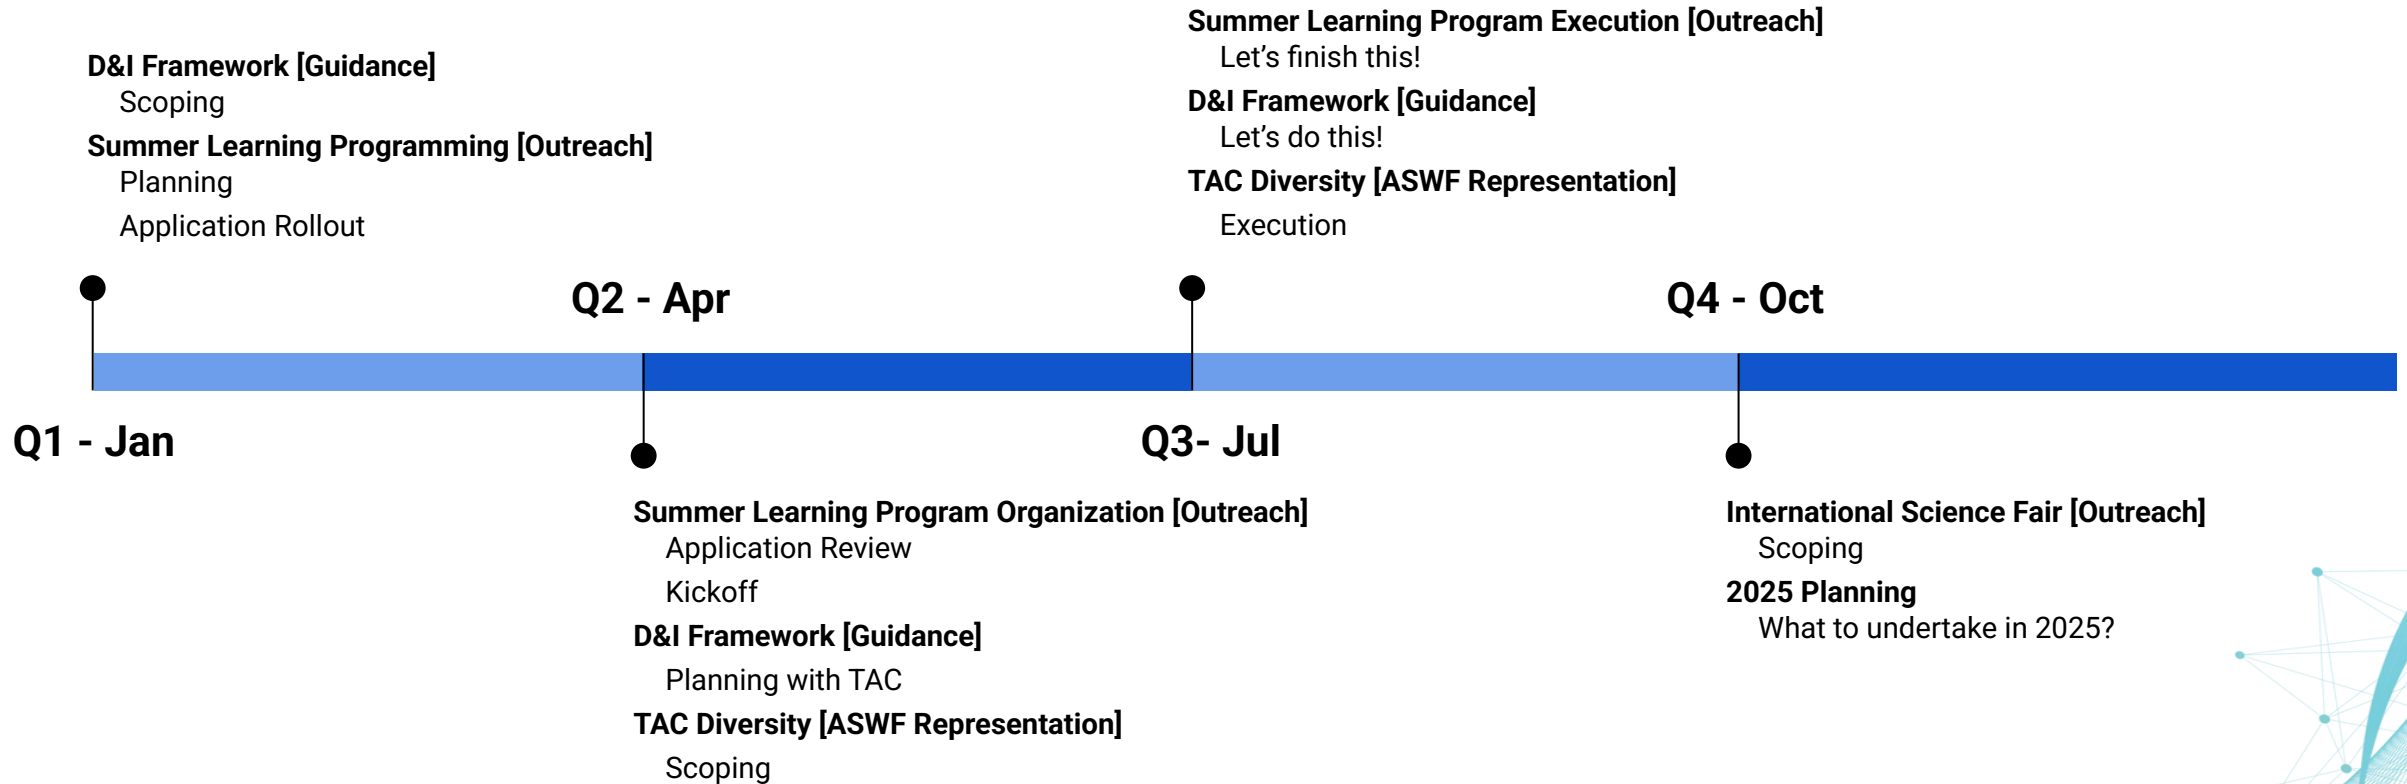 D&I Framework [Guidance]
Scoping
Summer Learning Programming [Outreach]
Planning
Application Rollout
Q1 - Jan
Q2 - Apr
Summer Learning Program Organization [Outreach]
Application Review
Kickoff
D&I Framework [Guidance]
Planning with TAC
TAC Diversity [ASWF Representation]
Scoping
Summer Learning Program Execution [Outreach]
Let’s finish this!
D&I Framework [Guidance]
Let’s do this!
TAC Diversity [ASWF Representation]
Execution
Q3- Jul
Q4 - Oct
International Science Fair [Outreach]
Scoping
2025 Planning
What to undertake in 2025?